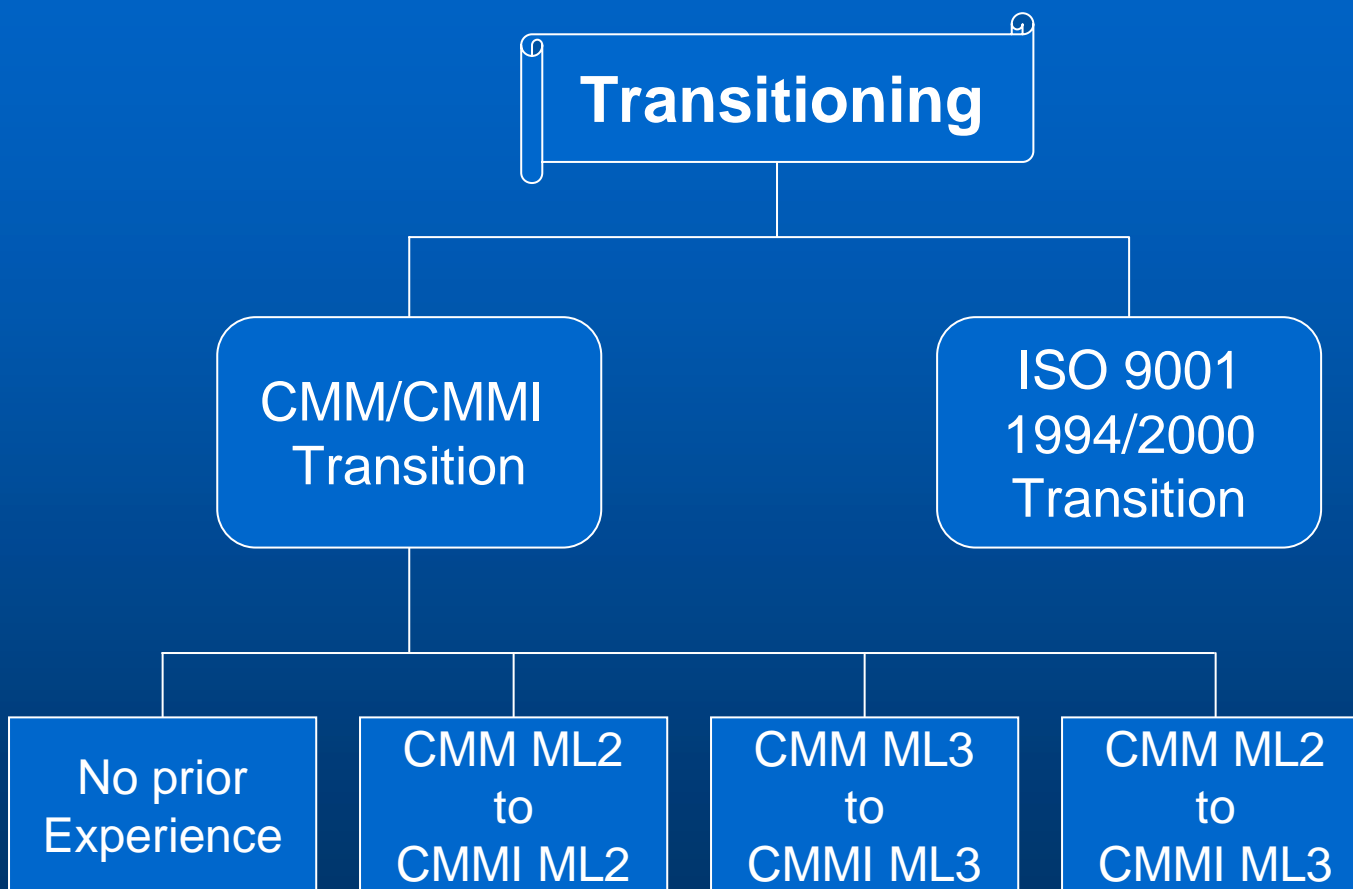 Transitioning
CMM/CMMI
Transition
ISO 9001
1994/2000
Transition
No prior
Experience
CMM ML2
to
CMMI ML2
CMM ML3
to
CMMI ML3
CMM ML2
to
CMMI ML3